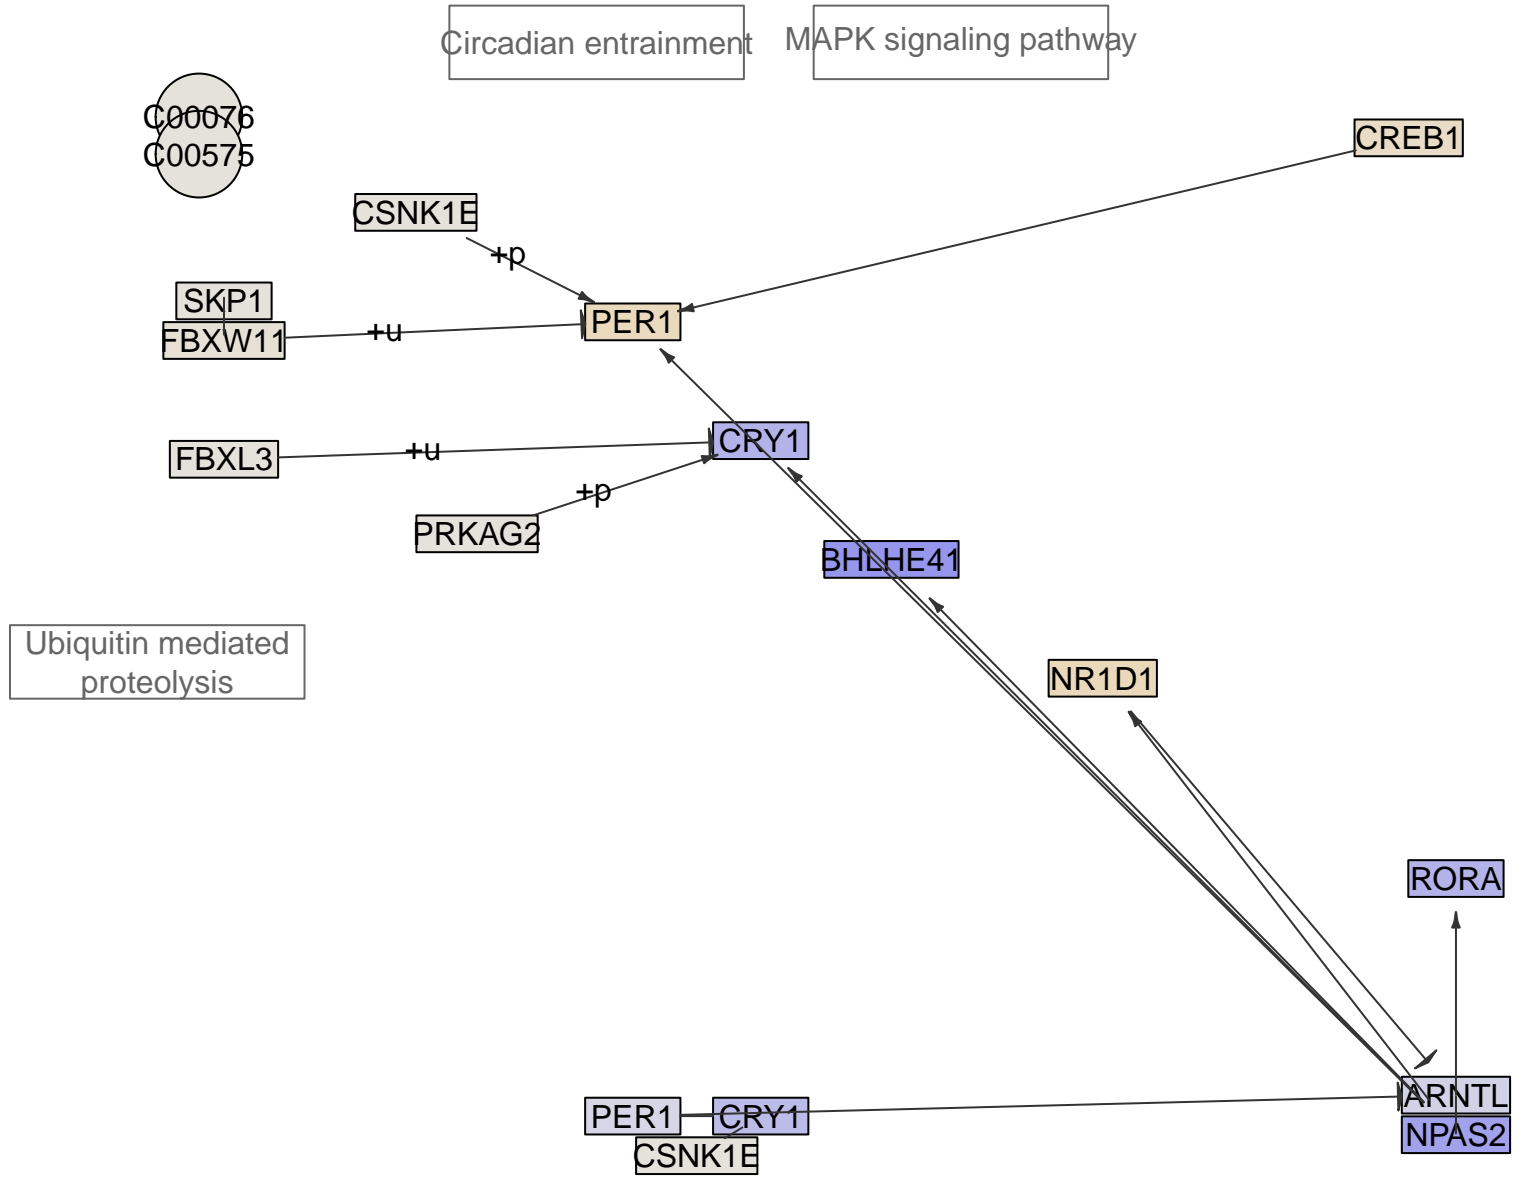 Circadian entrainment
MAPK signaling pathway
C00076
C00575
CREB1
CSNK1E
+p
SKP1
FBXW11
+u
PER1
CRY1
FBXL3
+u
+p
PRKAG2
BHLHE41
Ubiquitin mediated
proteolysis
NR1D1
RORA
ARNTL
NPAS2
PER1
CRY1
CSNK1E